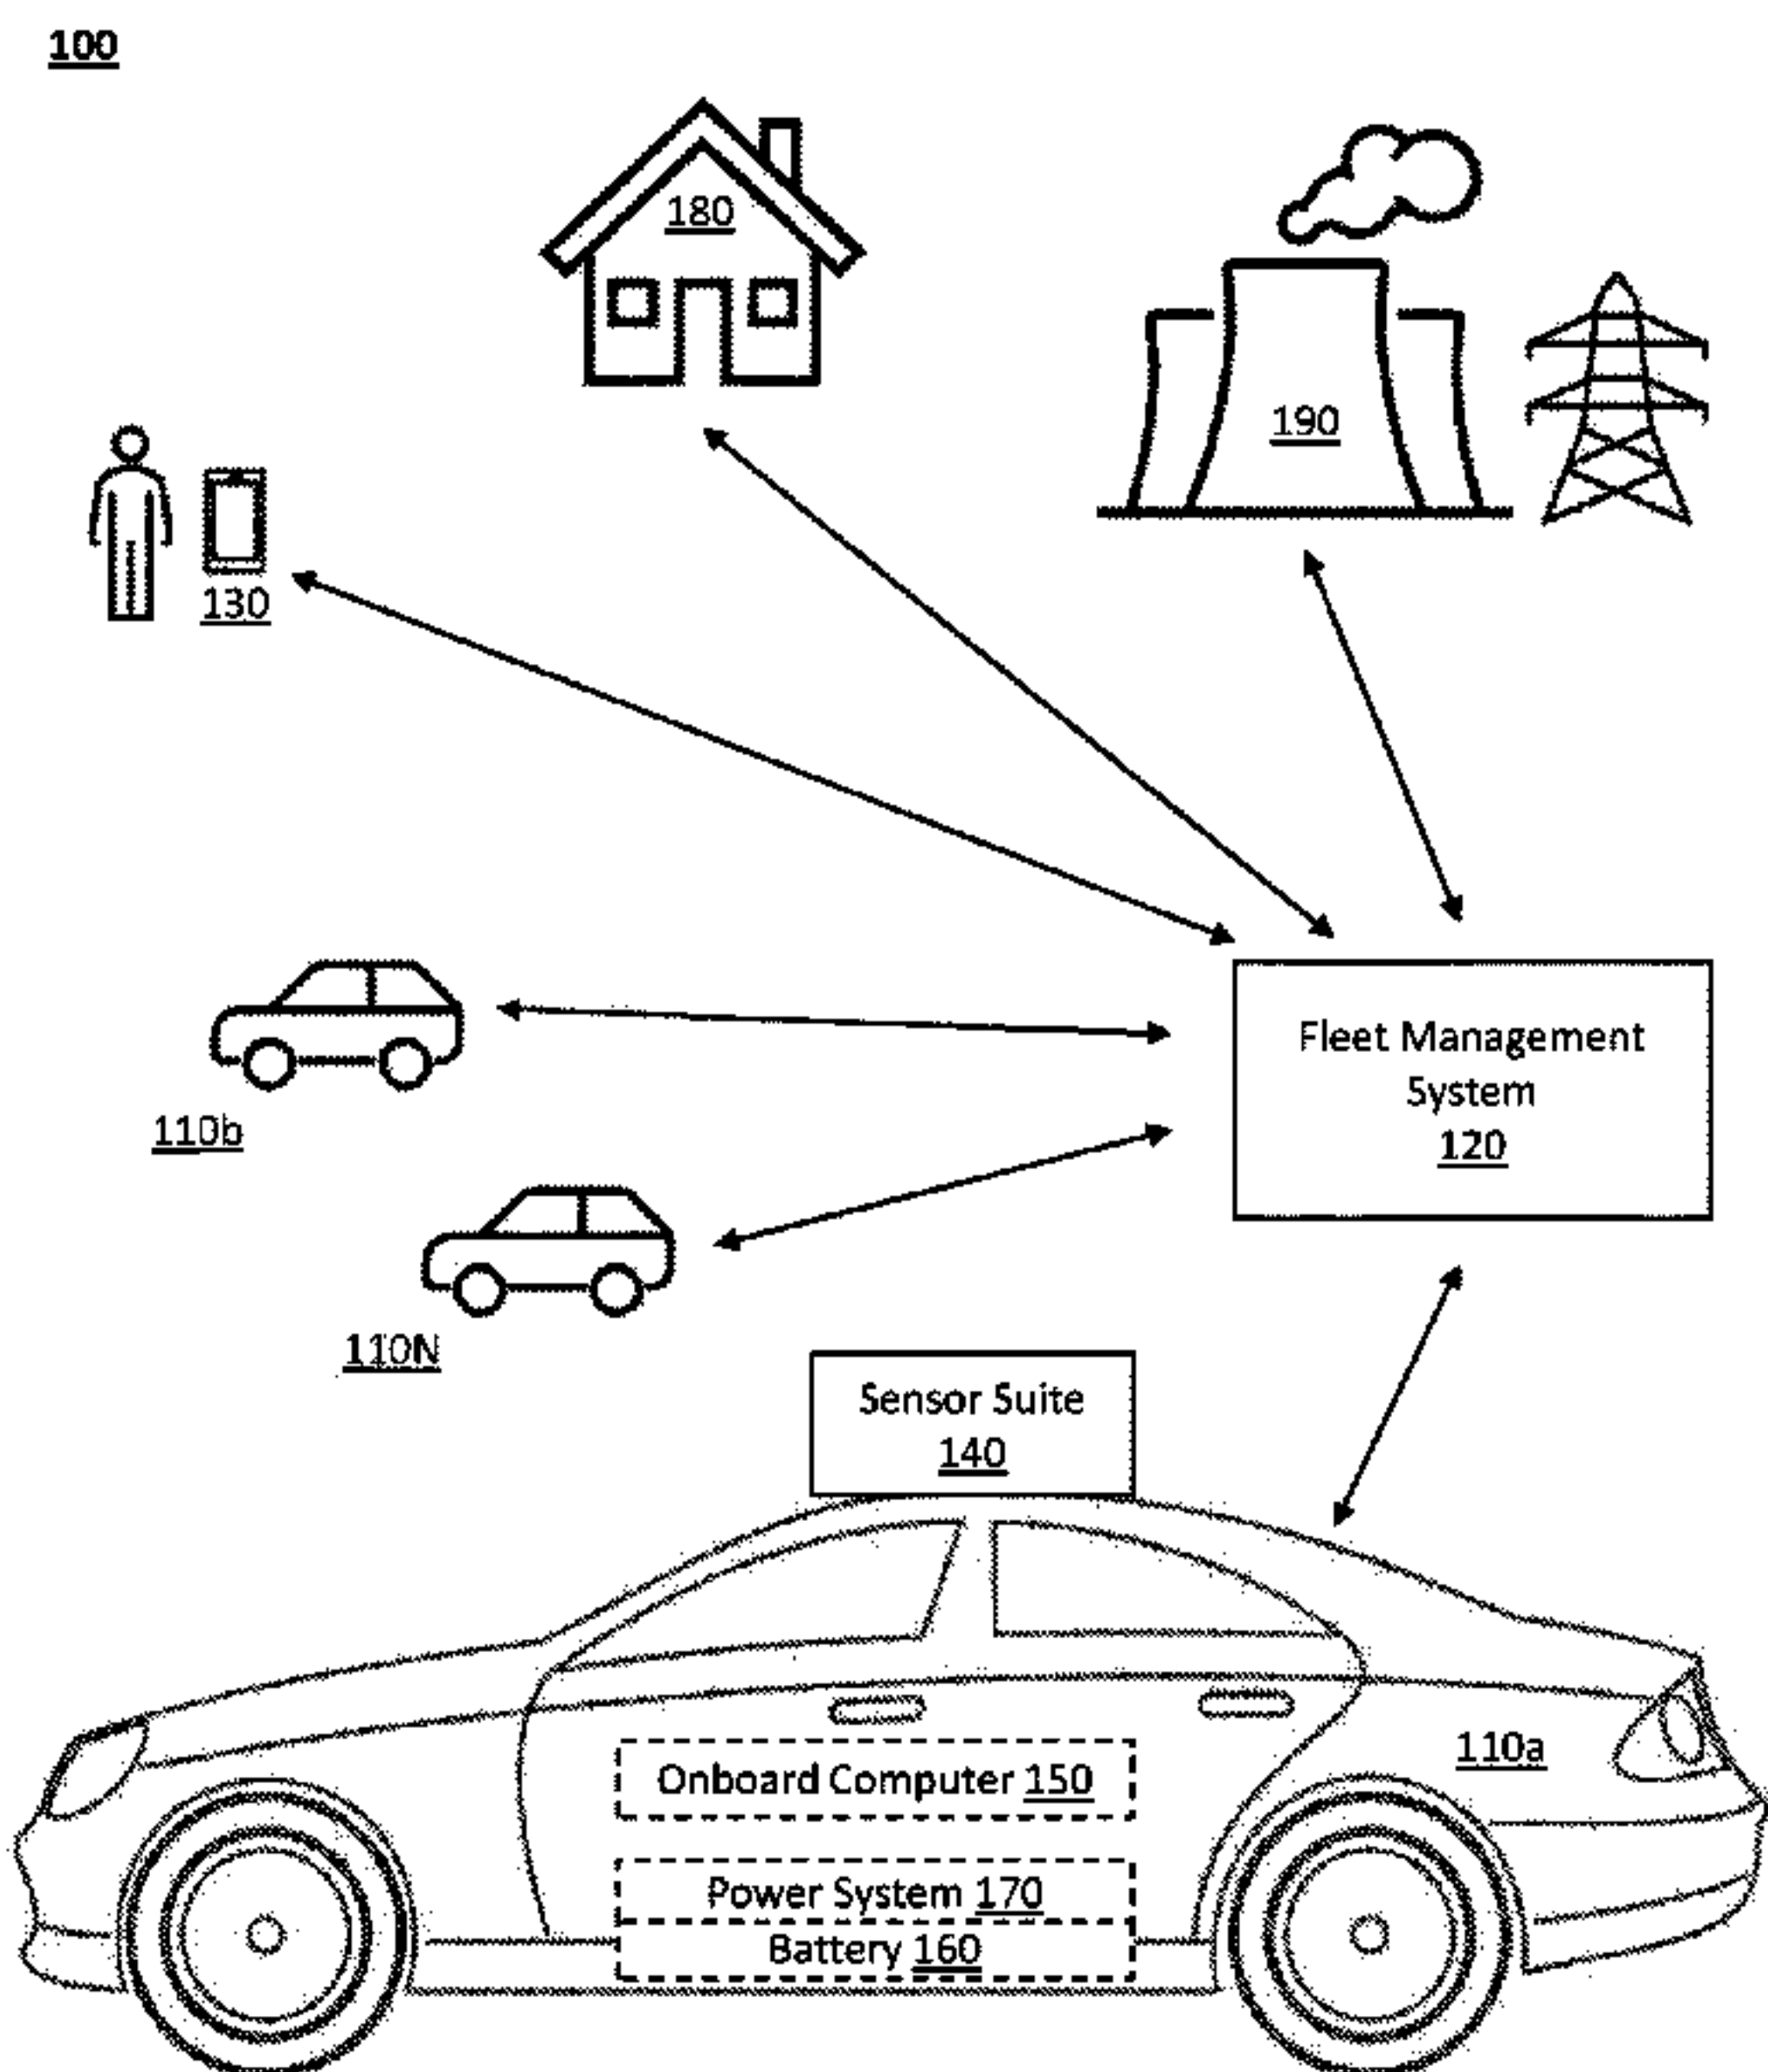 100
180
190
130
Fleet Management
System
120
110b
110N
Sensor Suite
140
110a
Onboard Computer 150
Power System 170
Battery 160